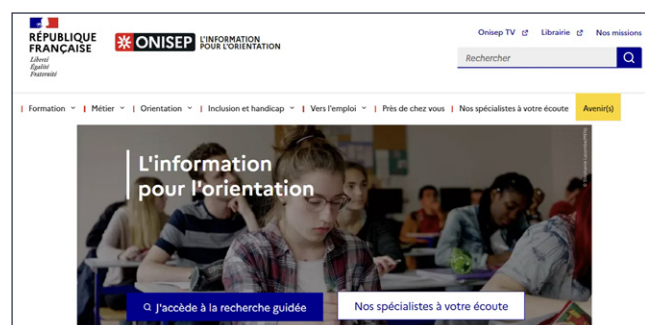 RÉPUBLIQUE
FRANÇAISE
Liberté
Égalité
Fraternité
ONISEP
L'INFORMATION
POUR L'ORIENTATION
Onisep TV Librairie Nos missions
Rechercher
Formation Métier Orientation Inclusion et handicap Vers l'emploi Près de chez vous Nos spécialistes à votre écoute Avenir(s)
L'information
pour l'orientation
J'accède à la recherche guidée
Nos spécialistes à votre écoute